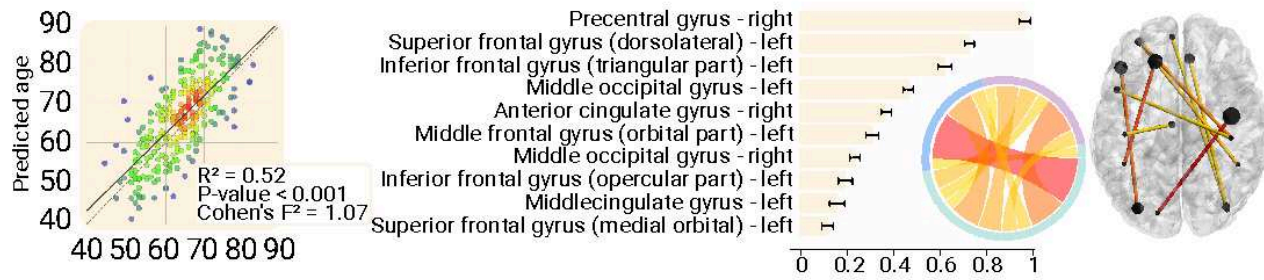 90
80
70
60
50
40
Predicted age
R² = 0.52
P-value < 0.001
Cohen's F² = 1.07
40 50 60 70 80 90
Precentral gyrus - right
Superior frontal gyrus (dorsolateral) - left
Inferior frontal gyrus (triangular part) - left
Middle occipital gyrus - left
Anterior cingulate gyrus - right
Middle frontal gyrus (orbital part) - left
Middle occipital gyrus - right
Inferior frontal gyrus (opercular part) - left
Middlecingulate gyrus - left
Superior frontal gyrus (medial orbital) - left
0 0.2 0.4 0.6 0.8 1